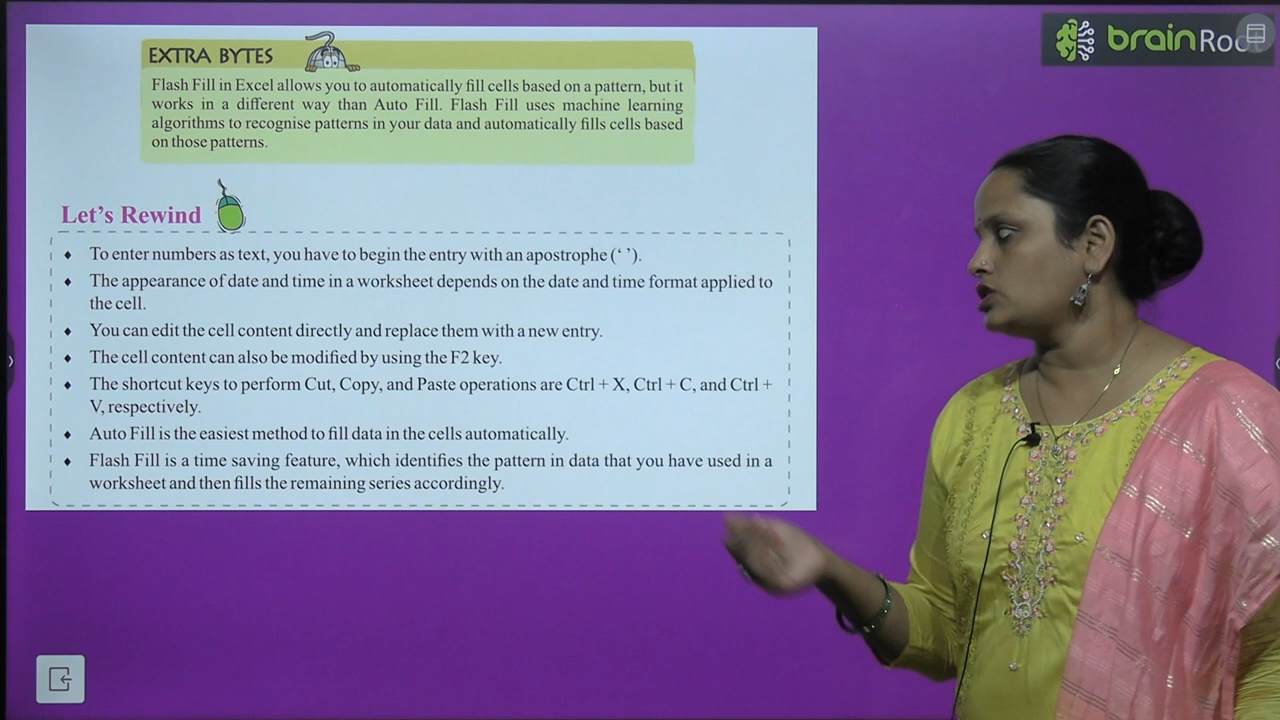 EXTRA BYTES
Flash Fill in Excel allows you to automatically fill cells based on a pattern, but it
works in a different way than Auto Fill. Flash Fill uses machine learning
algorithms to recognise patterns in your data and automatically fills cells based
on those patterns.
Let's Rewind
♦ To enter numbers as text, you have to begin the entry with an apostrophe (‘ ’).
♦ The appearance of date and time in a worksheet depends on the date and time format applied to
the cell.
♦ You can edit the cell content directly and replace them with a new entry.
♦ The cell content can also be modified by using the F2 key.
♦ The shortcut keys to perform Cut, Copy, and Paste operations are Ctrl + X, Ctrl + C, and Ctrl +
V, respectively.
♦ Auto Fill is the easiest method to fill data in the cells automatically.
♦ Flash Fill is a time saving feature, which identifies the pattern in data that you have used in a
worksheet and then fills the remaining series accordingly.